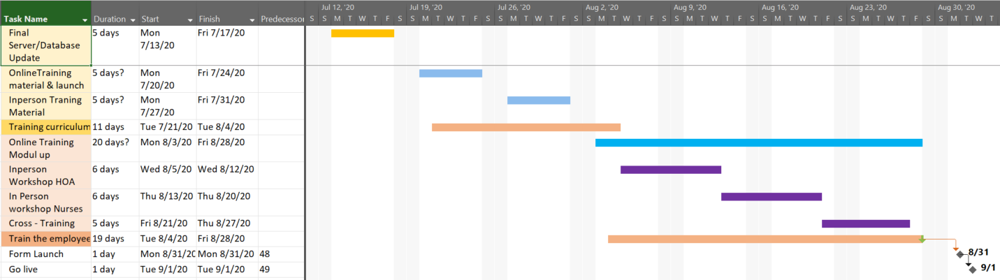 Jul 12, '20 Jul 19, '20 Jul 26, '20 Aug 2, '20 Aug 9, '20 Aug 16, '20 Aug 23, '20 Aug 30, '20
Task Name Duration Start Finish Predecessor S S M T W T F S S M T W T F S S M T W T F S S M T W T F S S M T W T F S S M T W T F S S M T W T F S S M T W T
Final 5 days Mon Fri 7/17/20
Server/Database 7/13/20
Update
OnlineTraining 5 days? Mon Fri 7/24/20
material & launch 7/20/20
Inperson Traning 5 days? Mon Fri 7/31/20
Material 7/27/20
Training curriculum 11 days Tue 7/21/20 Tue 8/4/20
Online Training 20 days? Mon 8/3/20 Fri 8/28/20
Modul up
Inperson 6 days Wed 8/5/20 Wed 8/12/20
Workshop HOA
In Person 6 days Thu 8/13/20 Thu 8/20/20
workshop Nurses
Cross - Training 5 days Fri 8/21/20 Thu 8/27/20
Train the employee 19 days Tue 8/4/20 Fri 8/28/20
Form Launch 1 day Mon 8/31/20 Mon 8/31/20 48 8/31
Go live 1 day Tue 9/1/20 Tue 9/1/20 49 9/1